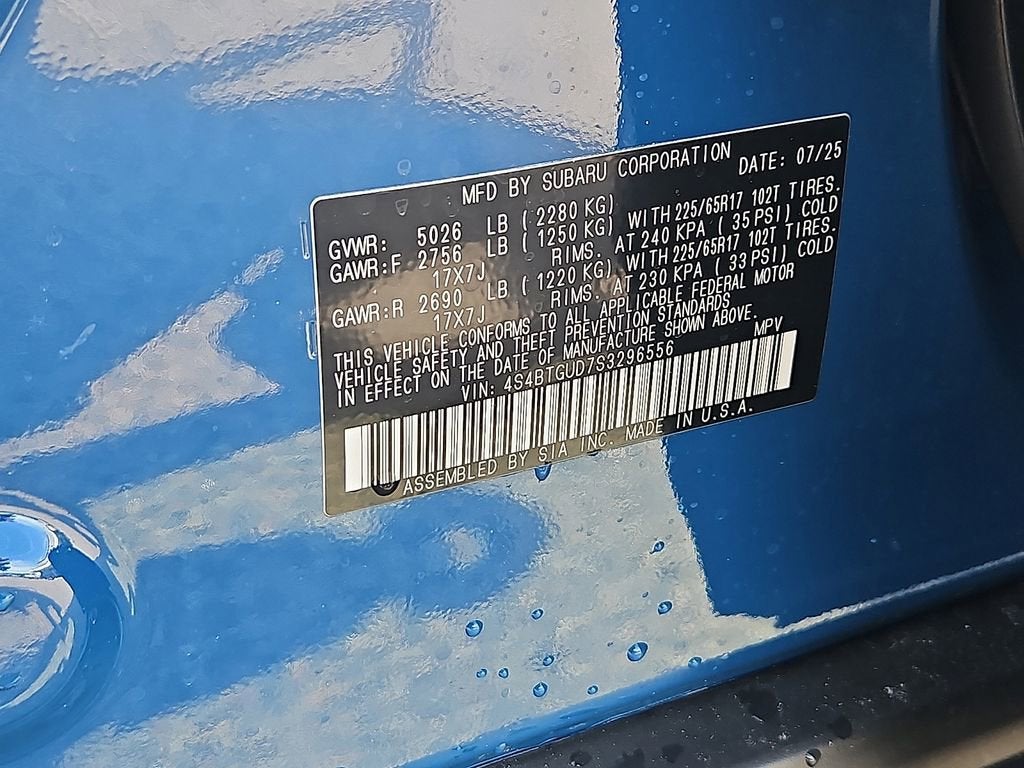 MFD BY SUBARU CORPORATION DATE: 07/25
GVWR: 5026 LB ( 2280 KG)
GAWR:F 2756 LB ( 1250 KG) WITH 225/65R17 102T TIRES.
17X7J RIMS. AT 240 KPA ( 35 PSI) COLD
GAWR:R 2690 LB ( 1220 KG) WITH 225/65R17 102T TIRES.
17X7J RIMS. AT 230 KPA ( 33 PSI) COLD
THIS VEHICLE CONFORMS TO ALL APPLICABLE FEDERAL MOTOR
VEHICLE SAFETY AND THEFT PREVENTION STANDARDS
IN EFFECT ON THE DATE OF MANUFACTURE SHOWN ABOVE.
VIN: 4S4BTGUD7S3296556 MPV
ASSEMBLED BY SIA INC. MADE IN U.S.A.